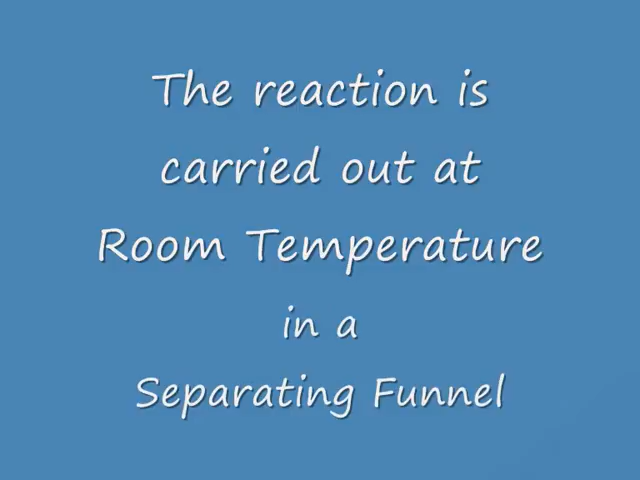 The reaction is
carried out at
Room Temperature
in a
Separating Funnel